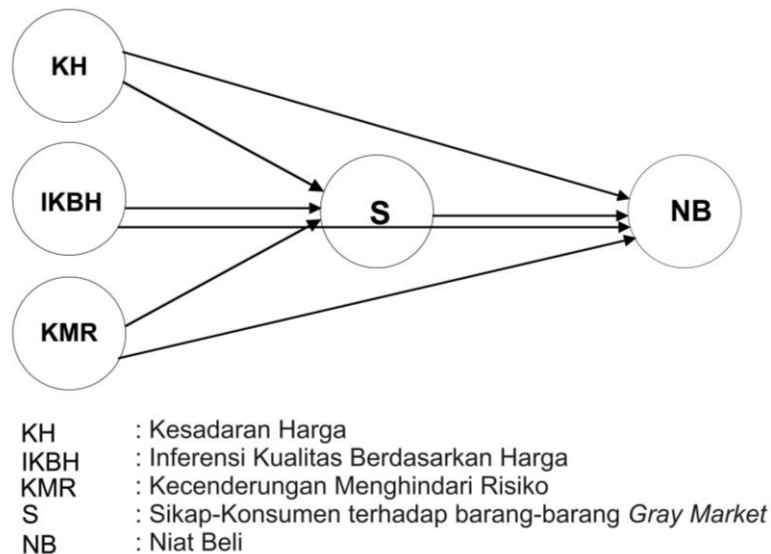 KH
IKBH
S
NB
KMR
KH : Kesadaran Harga
IKBH : Inferensi Kualitas Berdasarkan Harga
KMR : Kecenderungan Menghindari Risiko
S : Sikap-Konsumen terhadap barang-barang Gray Market
NB : Niat Beli